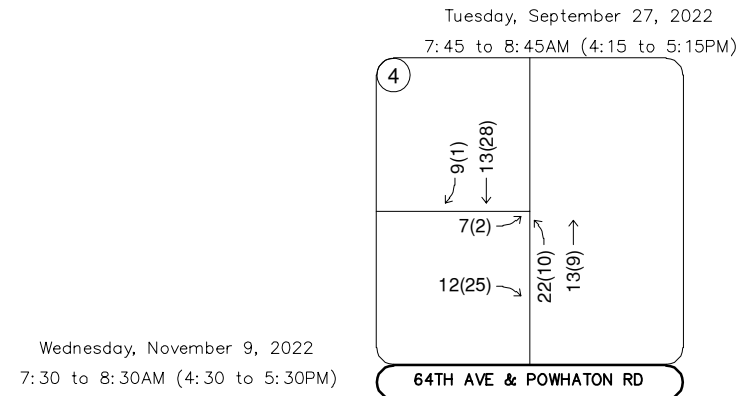 Tuesday, September 27, 2022
7:45 to 8:45AM (4:15 to 5:15PM)
4
9(1)
13(28)
7(2)
12(25)
22(10)
13(9)
Wednesday, November 9, 2022
7:30 to 8:30AM (4:30 to 5:30PM)
64TH AVE & POWHATON RD